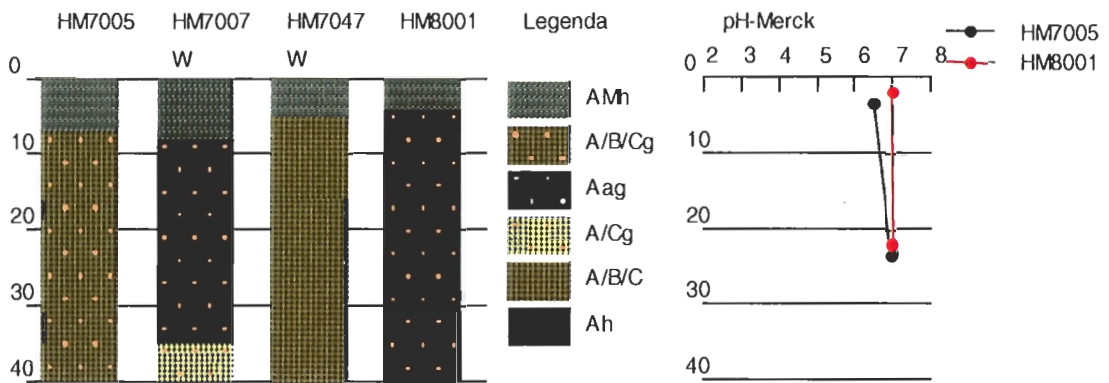 HM7005 HM7007 HM7047 HM8001 Legenda
W W
0
10
20
30
40
AMh
A/B/Cg
Aag
A/Cg
A/B/C
Ah
pH-Merck
2 3 4 5 6 7 8
0
10
20
30
40
HM7005
HM8001